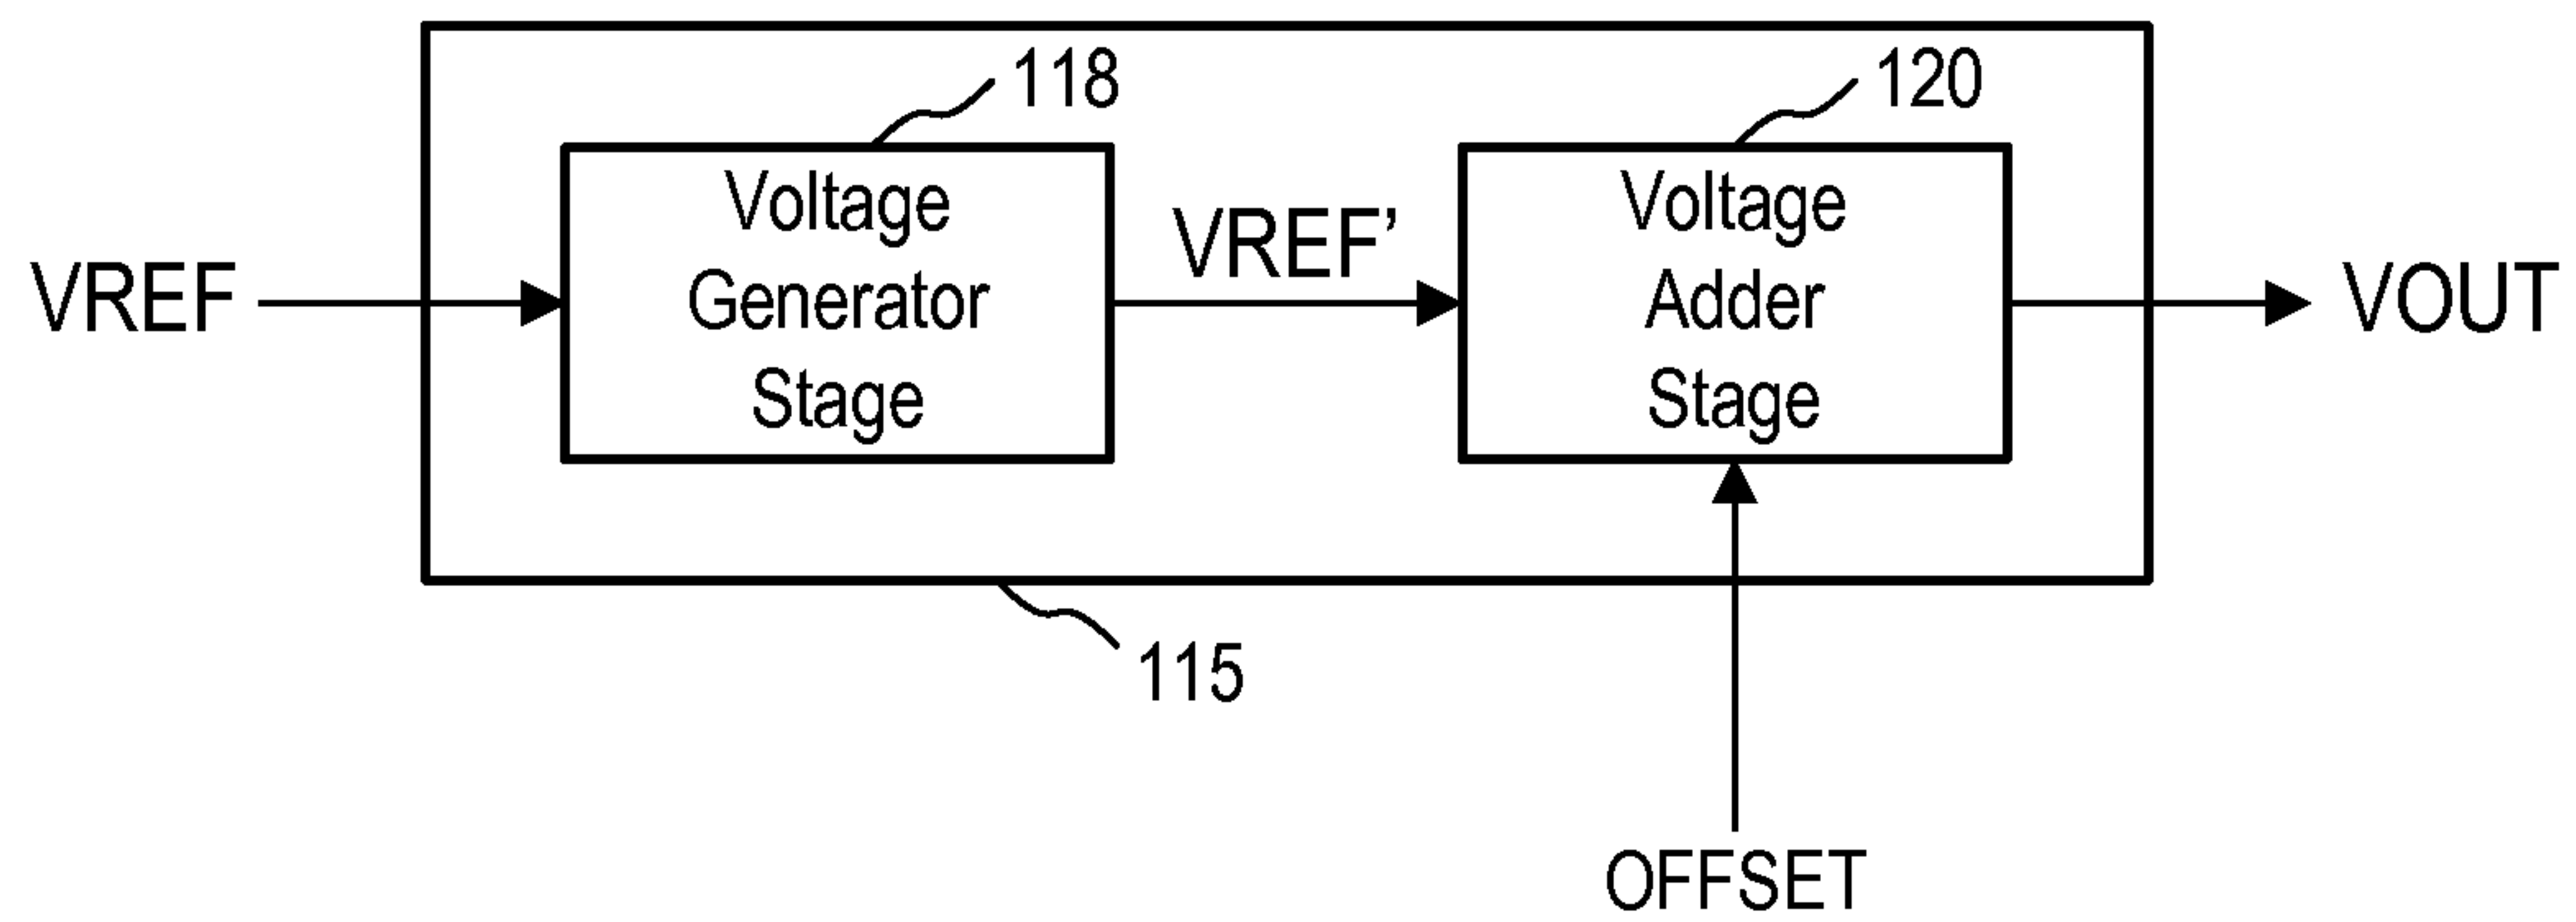 118
120
Voltage
Generator
Stage
Voltage
Adder
Stage
VREF
VREF’
VOUT
115
OFFSET